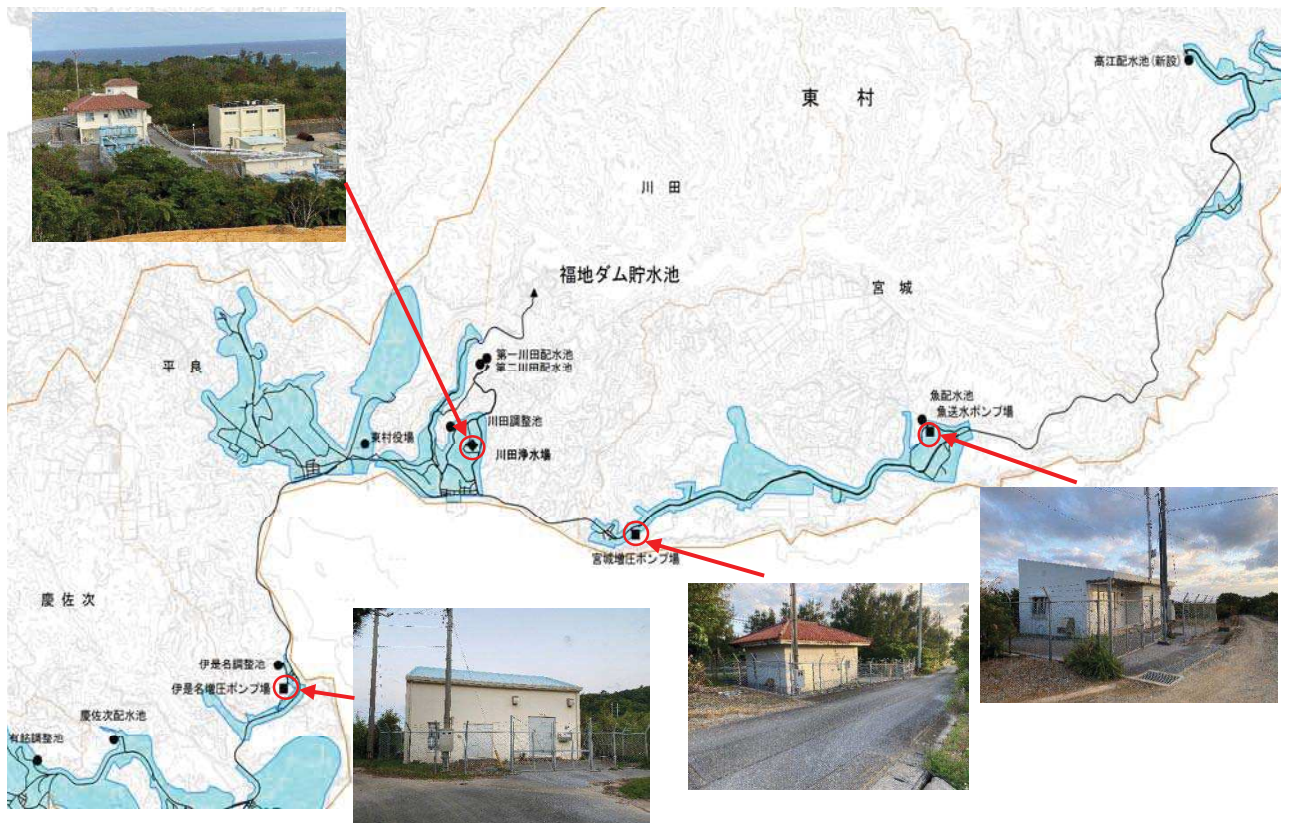 高江配水池(新設)
東 村
川 田
福地ダム貯水池
宮 城
第一川田配水池
第二川田配水池
平 良
魚配水池
魚送水ポンプ場
川田調整池
東村役場
川田浄水場
宮城増圧ポンプ場
慶 佐 次
伊是名調整池
伊是名増圧ポンプ場
慶佐次配水池
有銘調整池